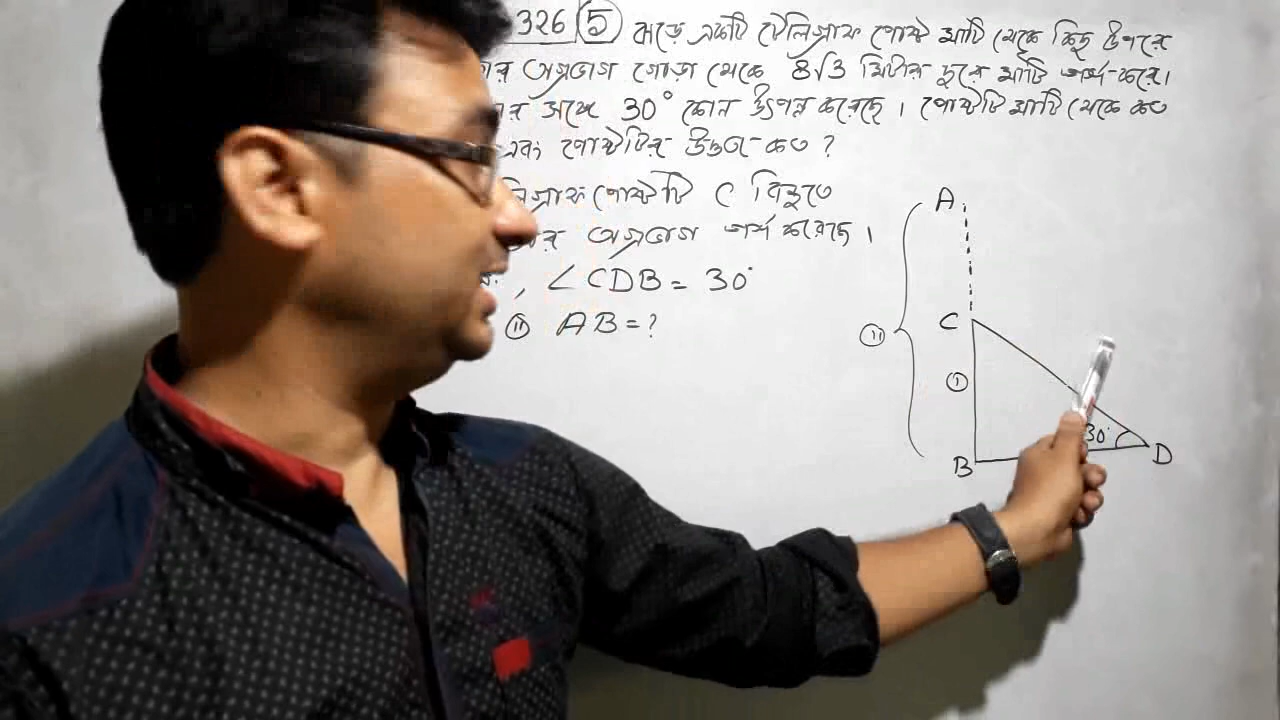 326 5 ঝড়ে একটি টেলিগ্রাফ পোস্ট মাটি থেকে কিছু উপরে
অগ্রভাগ গোড়া থেকে 8√3 মিটার দূরে মাটি স্পর্শ করে।
সঙ্গে 30° কোন উৎপন্ন করেছে। পোস্টটি মাটি থেকে কত
এবং পোস্টটির উচ্চতা কত ?
পোস্টটি C বিন্দুতে
অগ্রভাগ স্পর্শ করেছে।
, ∠CDB = 30°
(ii) AB = ?
A
C
(ii)
(i)
30°
B
D